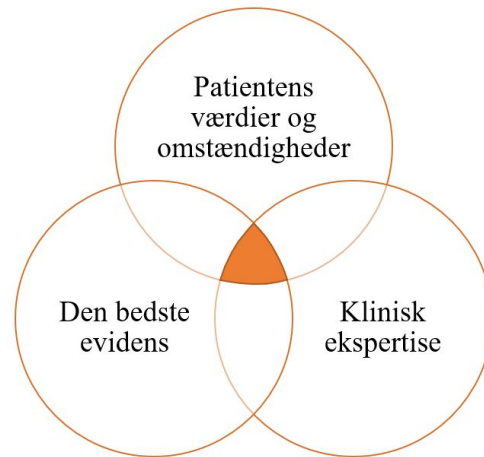 Patientens
værdier og
omstændigheder
Den bedste
evidens
Klinisk
ekspertise